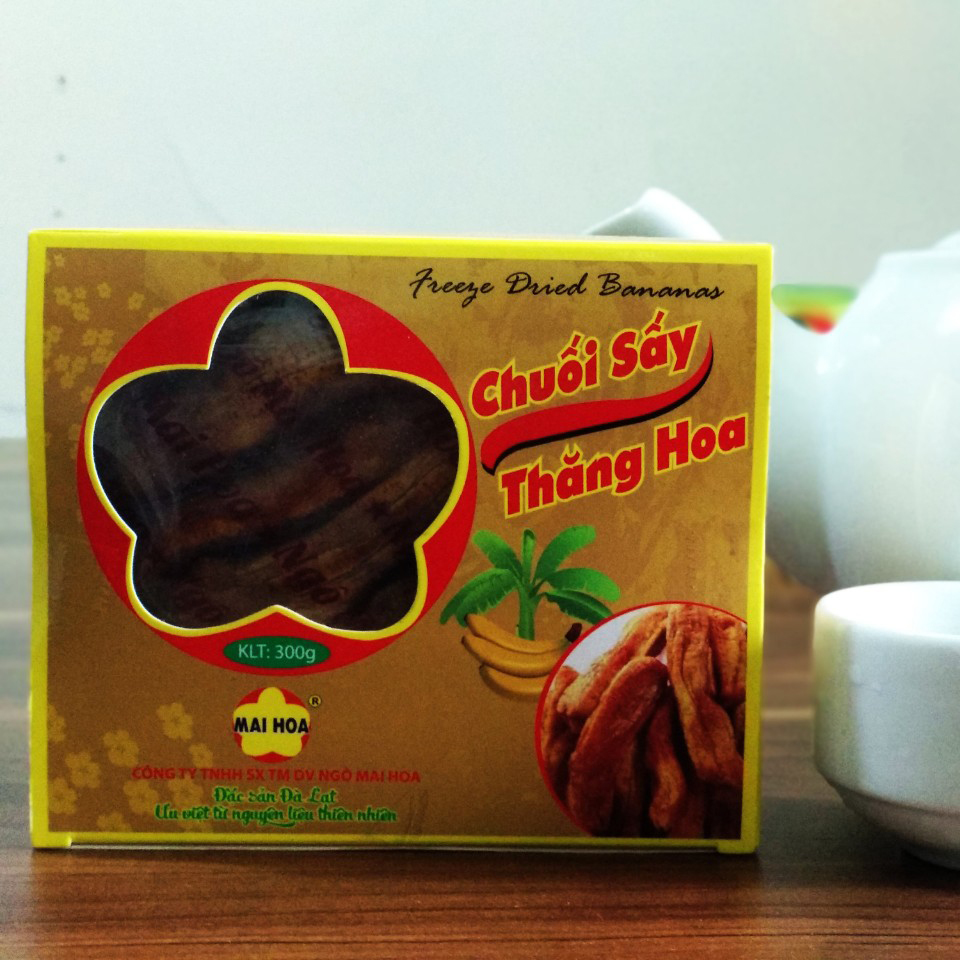 Freeze Dried Bananas
Chuối Sấy
Thăng Hoa
KLT: 300g
MAI HOA ®
CÔNG TY TNHH SX TM DV NGÔ MAI HOA
Đặc sản Đà Lạt
Ưu việt từ nguyên liệu thiên nhiên